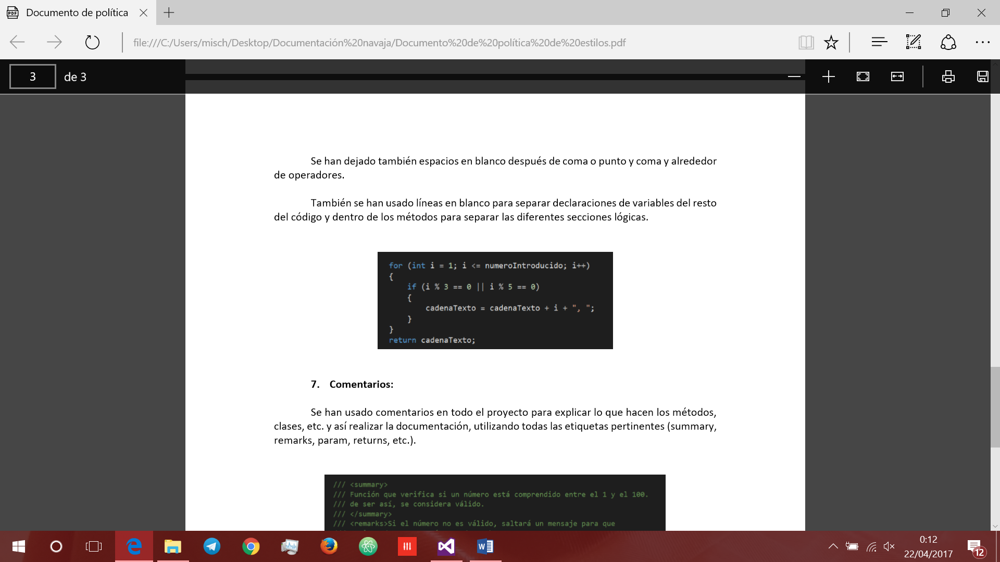 Documento de política
file:///C:/Users/misch/Desktop/Documentación%20navaja/Documento%20de%20política%20de%20estilos.pdf
3 de 3
Se han dejado también espacios en blanco después de coma o punto y coma y alrededor
de operadores.
También se han usado líneas en blanco para separar declaraciones de variables del resto
del código y dentro de los métodos para separar las diferentes secciones lógicas.
for (int i = 1; i <= numeroIntroducido; i++)
{
if (i % 3 == 0 || i % 5 == 0)
{
cadenaTexto = cadenaTexto + i + ", ";
}
}
return cadenaTexto;
7. Comentarios:
Se han usado comentarios en todo el proyecto para explicar lo que hacen los métodos,
clases, etc. y así realizar la documentación, utilizando todas las etiquetas pertinentes (summary,
remarks, param, returns, etc.).
/// <summary>
/// Función que verifica si un número está comprendido entre el 1 y el 100.
/// de ser así, se considera válido.
/// </summary>
/// <remarks>Si el número no es válido, saltará un mensaje para que
0:12
22/04/2017
12